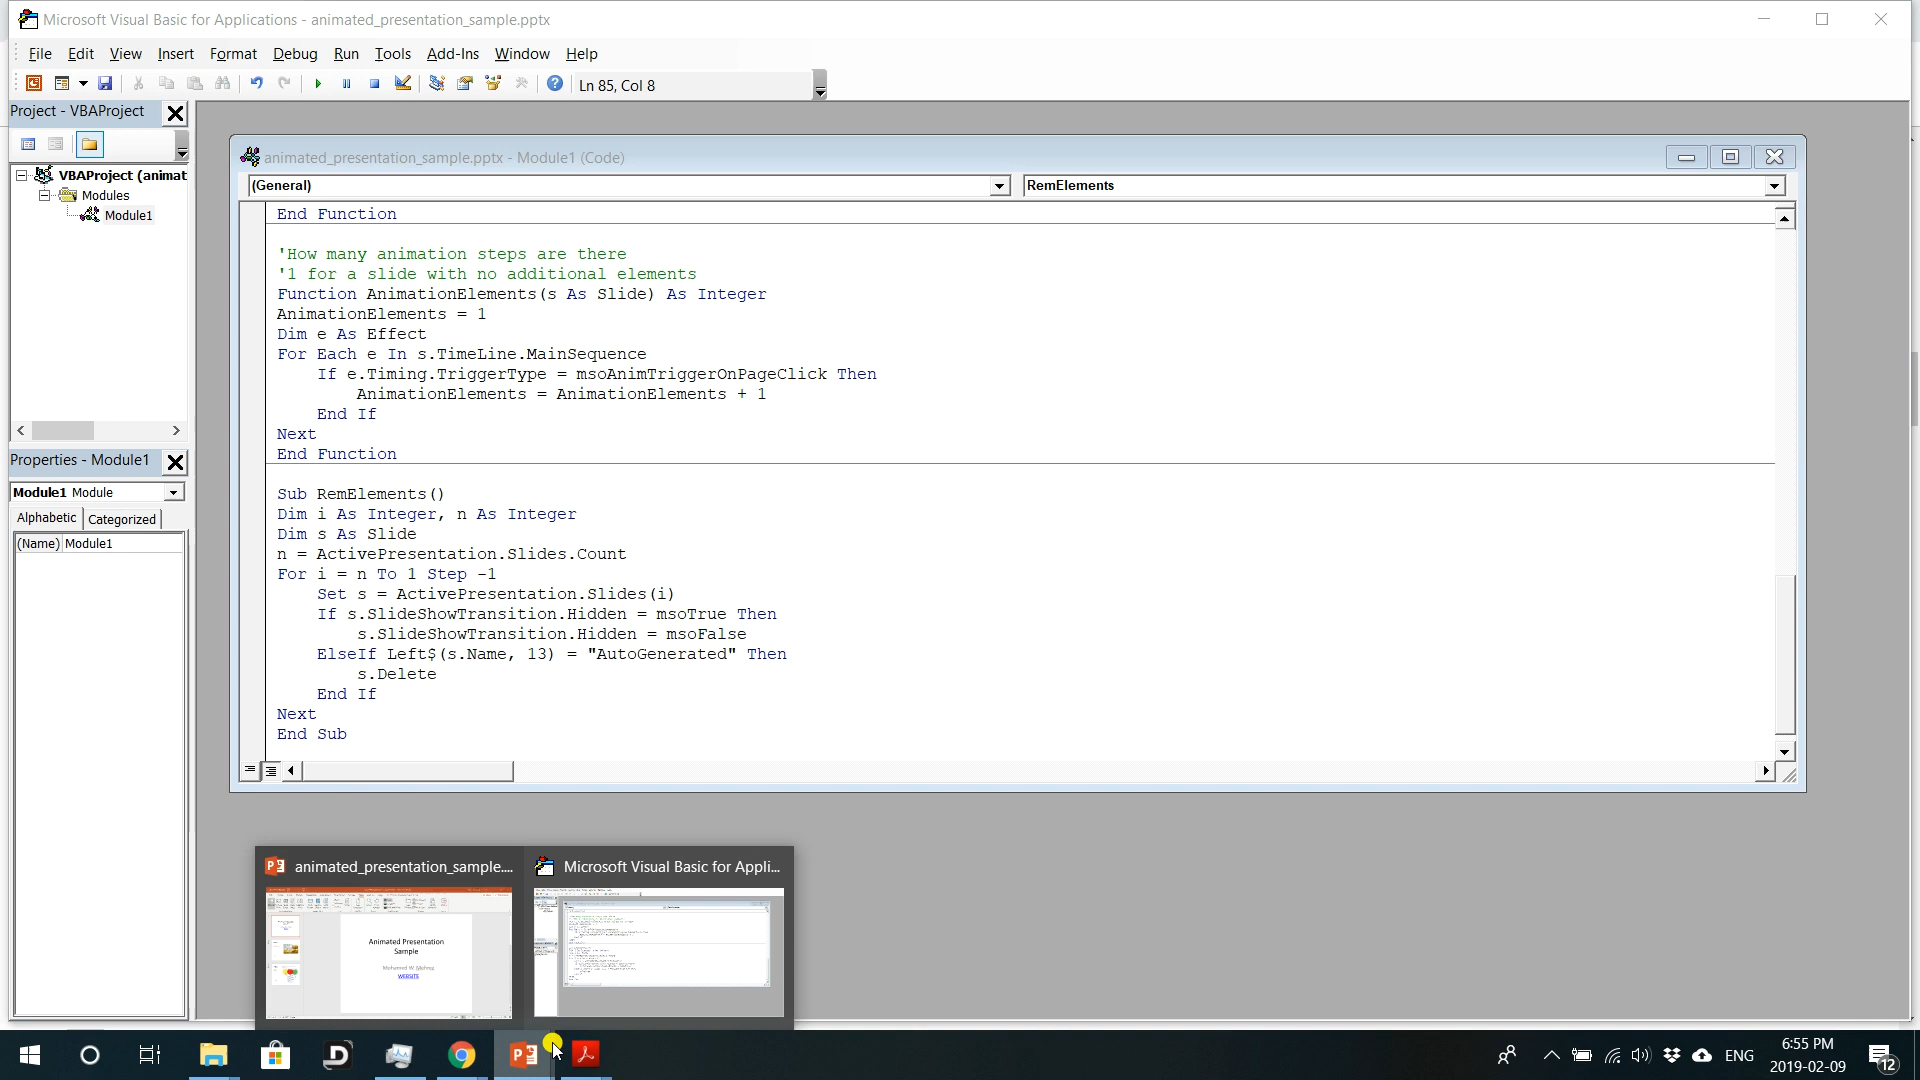 Microsoft Visual Basic for Applications - animated_presentation_sample.pptx
File Edit View Insert Format Debug Run Tools Add-Ins Window Help
Ln 85, Col 8
Project - VBAProject
VBAProject (animat
Modules
Module1
Properties - Module1
Module1 Module
Alphabetic Categorized
(Name) Module1
animated_presentation_sample.pptx - Module1 (Code)
(General) RemElements
End Function
'How many animation steps are there
'1 for a slide with no additional elements
Function AnimationElements(s As Slide) As Integer
AnimationElements = 1
Dim e As Effect
For Each e In s.TimeLine.MainSequence
If e.Timing.TriggerType = msoAnimTriggerOnPageClick Then
AnimationElements = AnimationElements + 1
End If
Next
End Function
Sub RemElements()
Dim i As Integer, n As Integer
Dim s As Slide
n = ActivePresentation.Slides.Count
For i = n To 1 Step -1
Set s = ActivePresentation.Slides(i)
If s.SlideShowTransition.Hidden = msoTrue Then
s.SlideShowTransition.Hidden = msoFalse
ElseIf Left$(s.Name, 13) = "AutoGenerated" Then
s.Delete
End If
Next
End Sub
animated_presentation_sample.... Microsoft Visual Basic for Appli...
Animated Presentation
Sample
WEBSITE
ENG
6:55 PM
2019-02-09
12